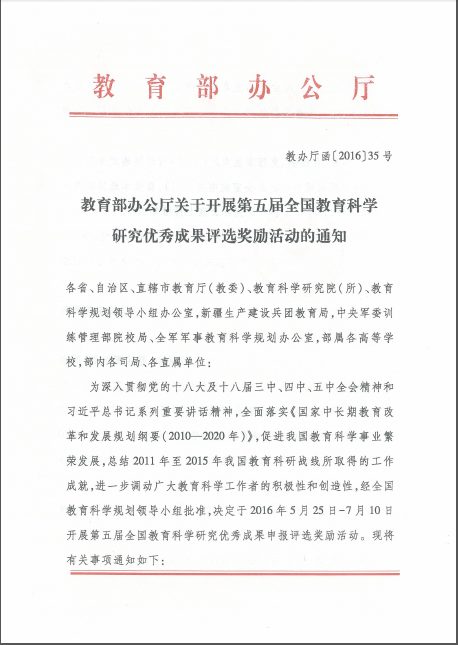 教育部办公厅
教办厅函〔2016〕35号
教育部办公厅关于开展第五届全国教育科学
研究优秀成果评选奖励活动的通知
各省、自治区、直辖市教育厅(教委)、教育科学研究院(所)、教育
科学规划领导小组办公室,新疆生产建设兵团教育局,中央军委训
练管理部院校局、全军军事教育科学规划办公室,部属各高等学
校,部内各司局、各直属单位:
为深入贯彻党的十八大及十八届三中、四中、五中全会精神和
习近平总书记系列重要讲话精神,全面落实《国家中长期教育改
革和发展规划纲要(2010—2020年)》,促进我国教育科学事业繁
荣发展,总结2011年至2015年我国教育科研战线所取得的工作
成就,进一步调动广大教育科学工作者的积极性和创造性,经全国
教育科学规划领导小组批准,决定于2016年5月25日-7月10日
开展第五届全国教育科学研究优秀成果申报评选奖励活动。现将
有关事项通知如下: